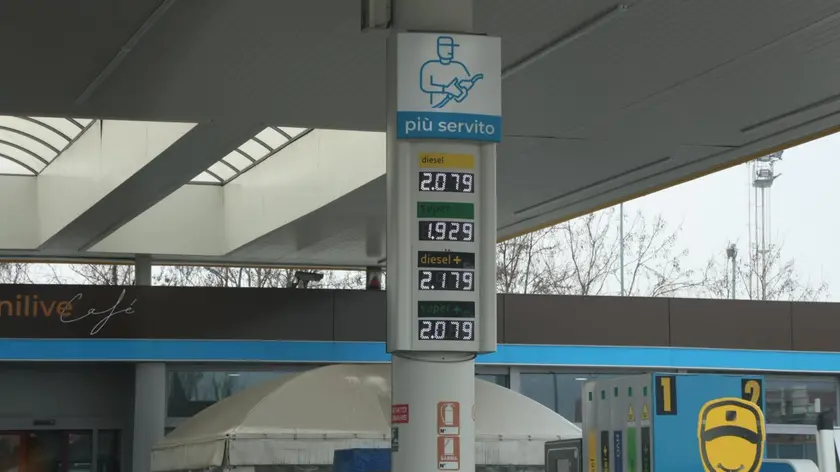 più servito
diesel
2.079
super
1.929
diesel+
2.179
super+
2.079
nilive
Café
1
2